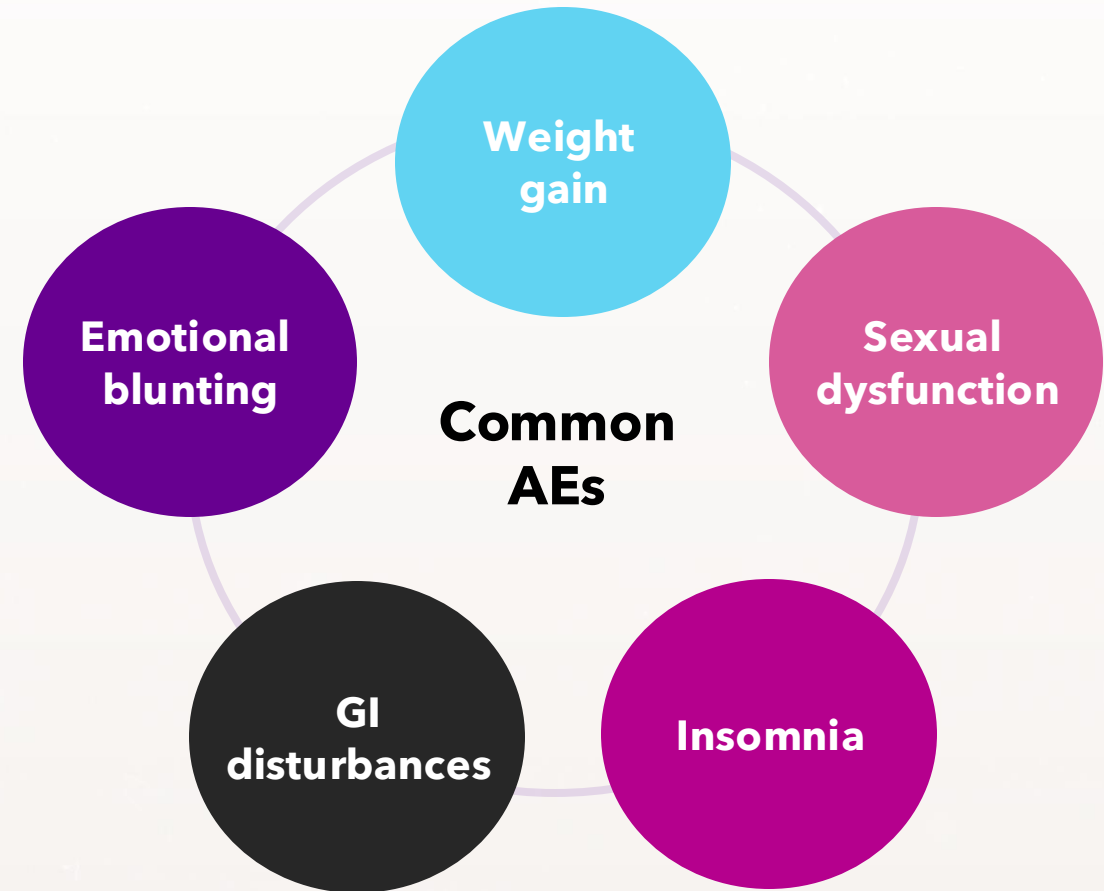 Weight
gain
Emotional
blunting
Sexual
dysfunction
Common
AEs
GI
disturbances
Insomnia